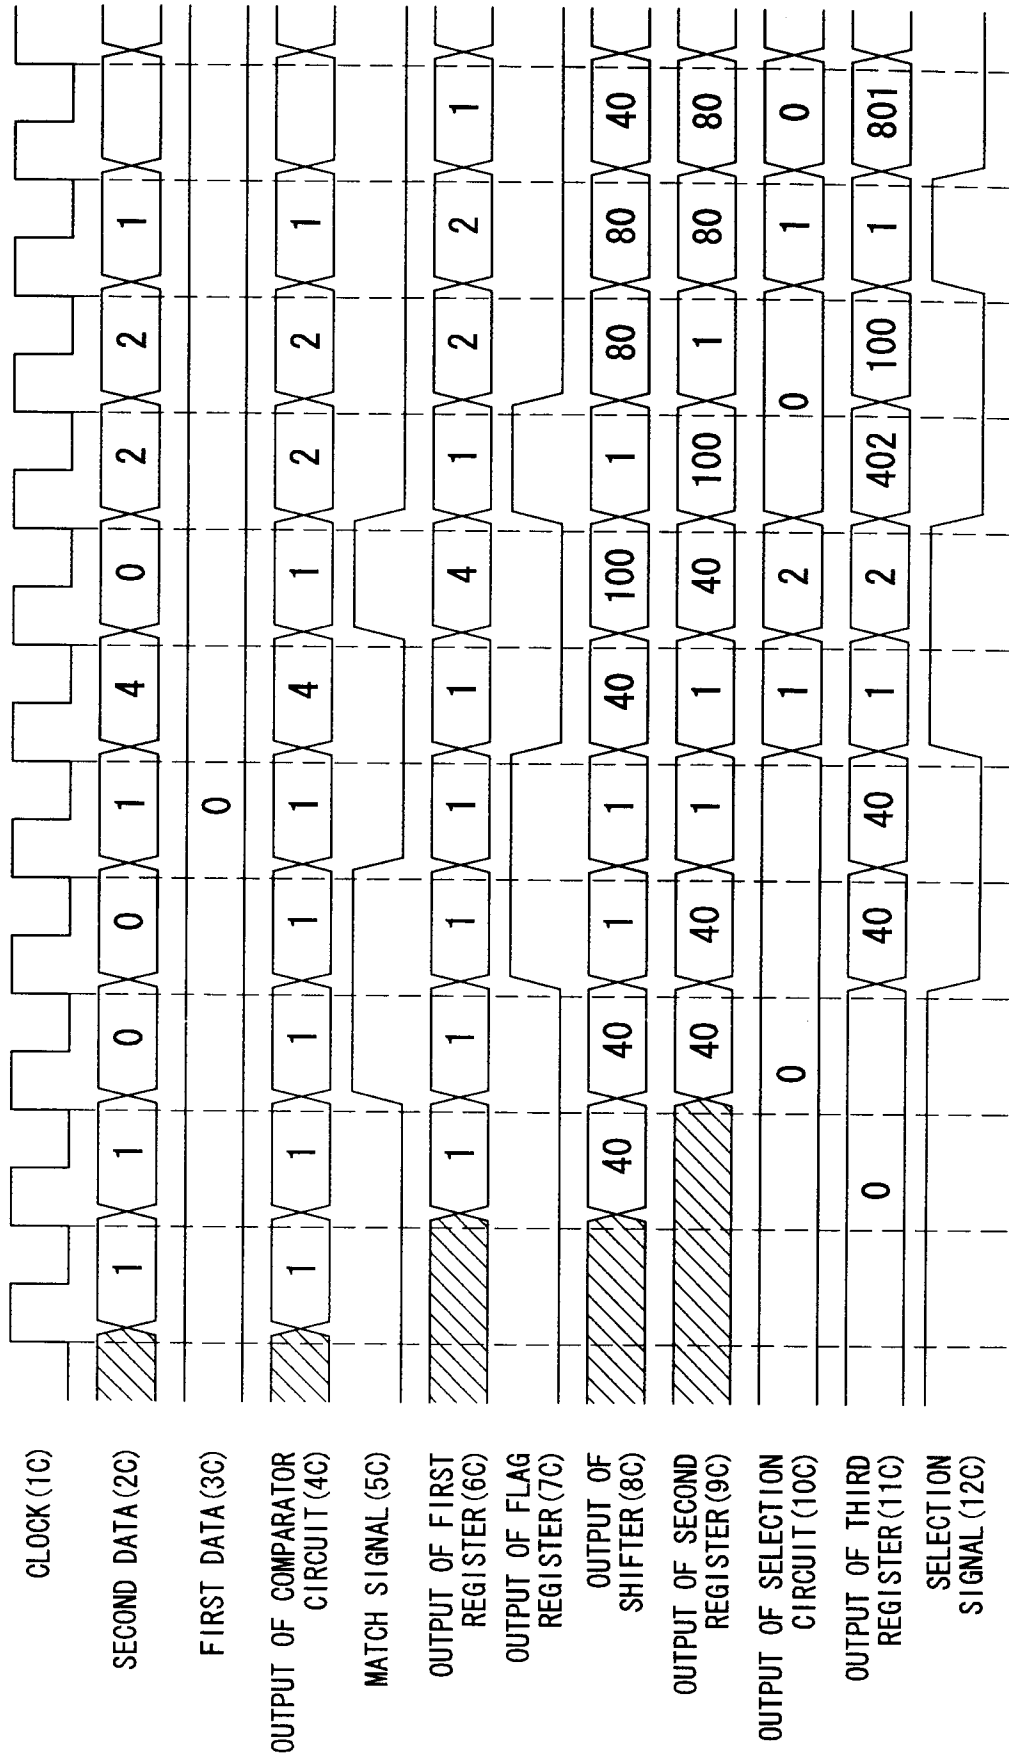 CLOCK(1C)
SECOND DATA(2C) 1 1 0 0 1 4 0 2 2 1
FIRST DATA(3C) 0
OUTPUT OF COMPARATOR
CIRCUIT(4C) 1 1 1 1 1 4 1 2 2 1
MATCH SIGNAL(5C)
OUTPUT OF FIRST
REGISTER(6C) 1 1 1 1 1 4 1 2 2 1
OUTPUT OF FLAG
REGISTER(7C)
OUTPUT OF
SHIFTER(8C) 40 40 1 1 40 100 1 80 80 40
OUTPUT OF SECOND
REGISTER(9C) 40 40 1 1 40 100 1 80 80
OUTPUT OF SELECTION
CIRCUIT(10C) 0 1 2 0 1 0
OUTPUT OF THIRD
REGISTER(11C) 0 40 40 1 2 402 100 1 801
SELECTION
SIGNAL(12C)